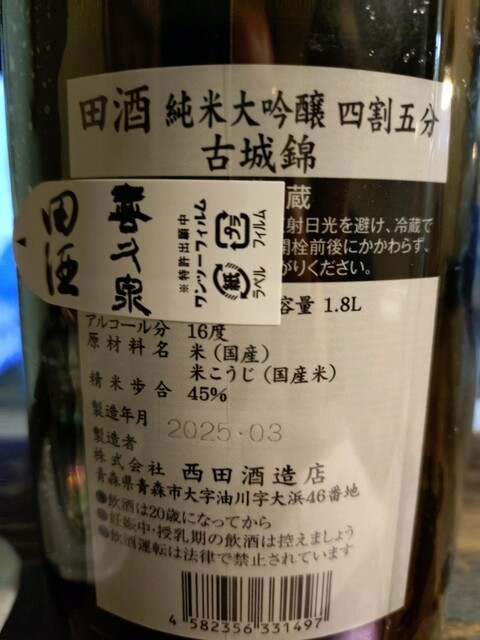 田酒 純米大吟醸 四割五分
古城錦
蔵
射日光を避け、冷蔵で
開栓前後にかかわらず、
がりください。
田酒
喜久泉
※特許出願中
ワンツーフィルム
プラ
フィルム
紙
ラベル
容量 1.8L
アルコール分 16度
原材料名 米(国産)
米こうじ(国産米)
精米歩合 45%
製造年月 2025・03
製造者
株式会社 西田酒造店
青森県青森市大字油川字大浜46番地
●飲酒は20歳になってから
●妊娠中・授乳期の飲酒は控えましょう
●飲酒運転は法律で禁止されています
4 582356 331497